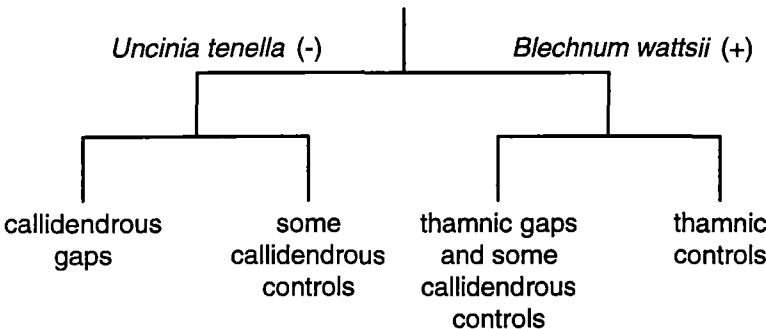 Uncinia tenella (-)
Blechnum wattsii (+)
callidendrous
gaps
some
callidendrous
controls
thamnic gaps
and some
callidendrous
controls
thamnic
controls